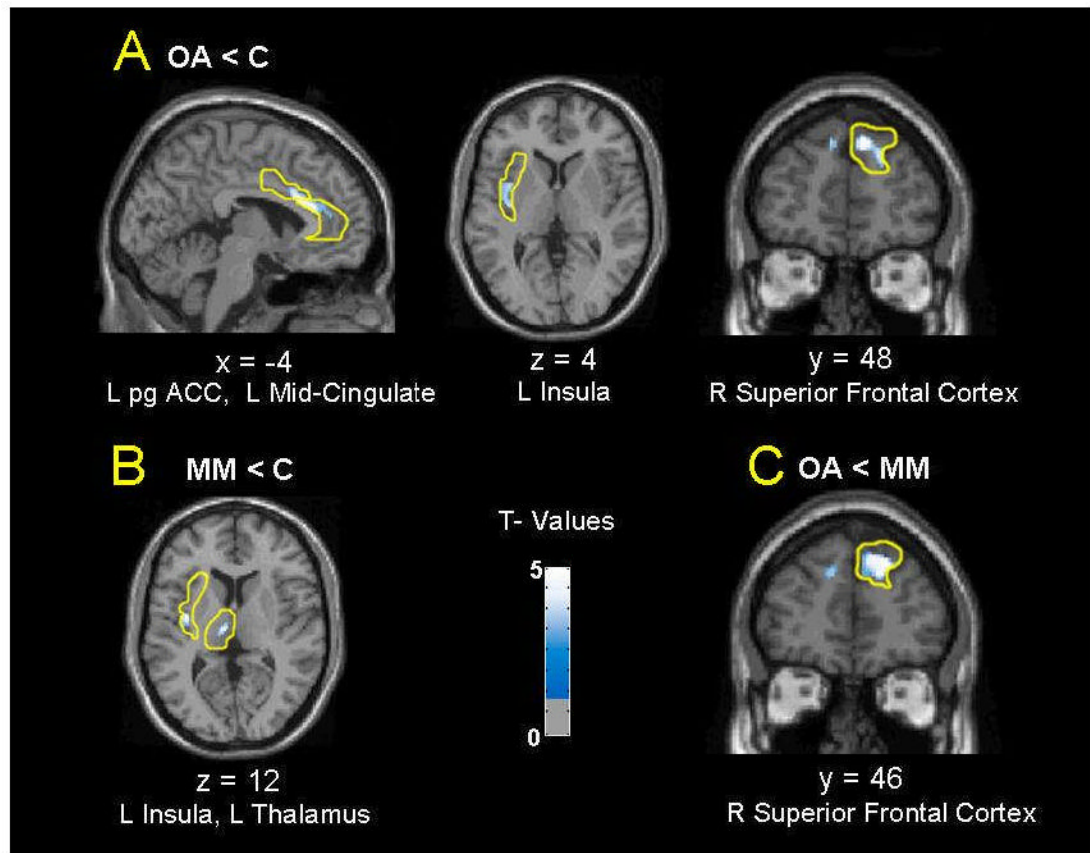 A OA < C
x = -4
L pg ACC, L Mid-Cingulate
z = 4
L Insula
y = 48
R Superior Frontal Cortex
B MM < C
z = 12
L Insula, L Thalamus
T- Values
5
0
C OA < MM
y = 46
R Superior Frontal Cortex